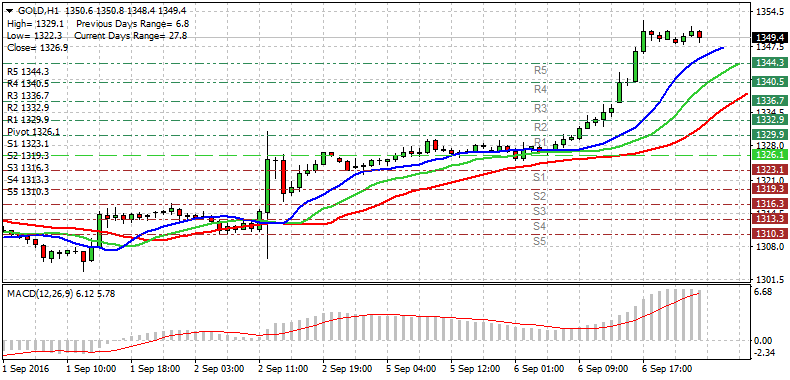 GOLD,H1 1350.6 1350.8 1348.4 1349.4
High= 1329.1 Previous Days Range= 6.8
Low= 1322.3 Current Days Range= 27.8
Close= 1326.9
R5 1344.3
R4 1340.5
R3 1336.7
R2 1332.9
R1 1329.9
Pivot 1326.1
S1 1323.1
S2 1319.3
S3 1316.3
S4 1313.3
S5 1310.3
R5
R4
R3
R2
R1
S1
S2
S3
S4
S5
1354.5
1349.4
1347.5
1344.3
1340.5
1336.7
1334.5
1332.9
1329.9
1328.0
1326.1
1323.1
1321.0
1319.3
1316.3
1314.5
1313.3
1310.3
1308.0
1301.5
MACD(12,26,9) 6.12 5.78
6.68
0.00
-2.34
1 Sep 2016 1 Sep 10:00 1 Sep 18:00 2 Sep 03:00 2 Sep 11:00 2 Sep 19:00 5 Sep 04:00 5 Sep 12:00 6 Sep 01:00 6 Sep 09:00 6 Sep 17:00